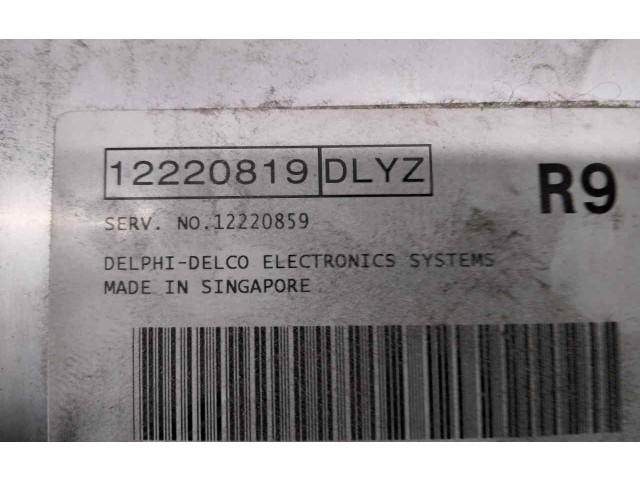 12220819 DLYZ R9
SERV. NO.12220859
DELPHI-DELCO ELECTRONICS SYSTEMS
MADE IN SINGAPORE